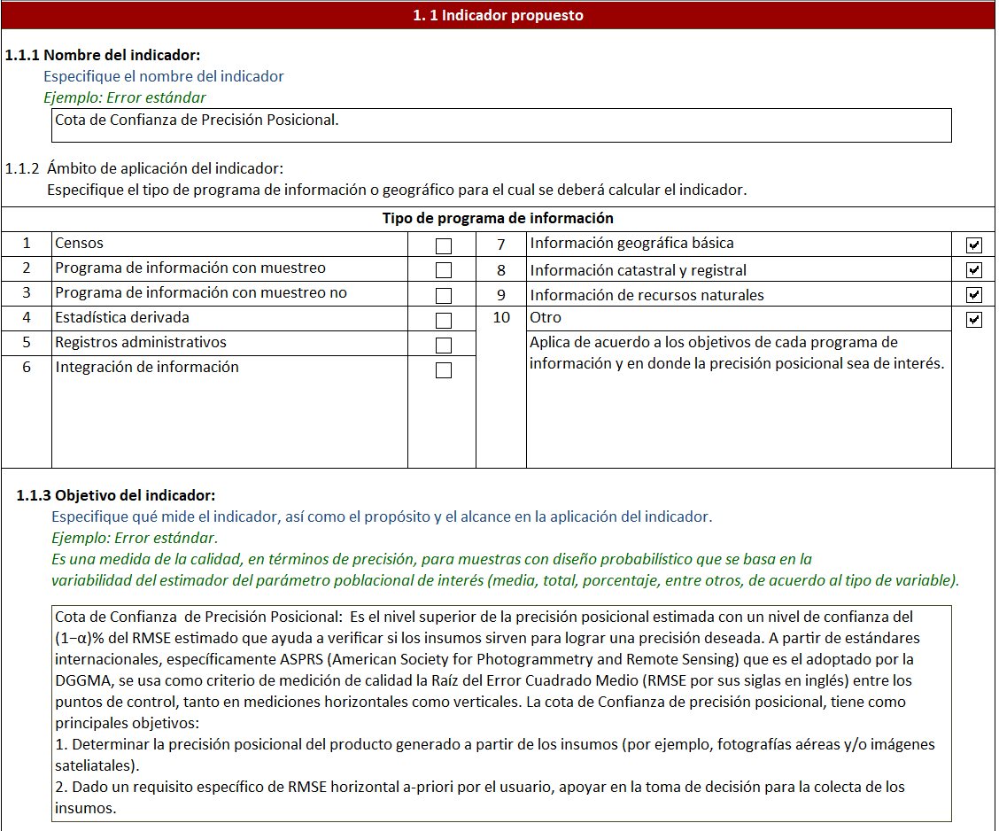 1. 1 Indicador propuesto
1.1.1 Nombre del indicador:
Especifique el nombre del indicador
Ejemplo: Error estándar
Cota de Confianza de Precisión Posicional.
1.1.2 Ámbito de aplicación del indicador:
Especifique el tipo de programa de información o geográfico para el cual se deberá calcular el indicador.
Tipo de programa de información
1 Censos 7 Información geográfica básica
2 Programa de información con muestreo 8 Información catastral y registral
3 Programa de información con muestreo no 9 Información de recursos naturales
4 Estadística derivada 10 Otro
5 Registros administrativos Aplica de acuerdo a los objetivos de cada programa de
6 Integración de información información y en donde la precisión posicional sea de interés.
1.1.3 Objetivo del indicador:
Especifique qué mide el indicador, así como el propósito y el alcance en la aplicación del indicador.
Ejemplo: Error estándar.
Es una medida de la calidad, en términos de precisión, para muestras con diseño probabilístico que se basa en la
variabilidad del estimador del parámetro poblacional de interés (media, total, porcentaje, entre otros, de acuerdo al tipo de variable).
Cota de Confianza de Precisión Posicional: Es el nivel superior de la precisión posicional estimada con un nivel de confianza del
(1−α)% del RMSE estimado que ayuda a verificar si los insumos sirven para lograr una precisión deseada. A partir de estándares
internacionales, específicamente ASPRS (American Society for Photogrammetry and Remote Sensing) que es el adoptado por la
DGGMA, se usa como criterio de medición de calidad la Raíz del Error Cuadrado Medio (RMSE por sus siglas en inglés) entre los
puntos de control, tanto en mediciones horizontales como verticales. La cota de Confianza de precisión posicional, tiene como
principales objetivos:
1. Determinar la precisión posicional del producto generado a partir de los insumos (por ejemplo, fotografías aéreas y/o imágenes
sateliatales).
2. Dado un requisito específico de RMSE horizontal a-priori por el usuario, apoyar en la toma de decisión para la colecta de los
insumos.